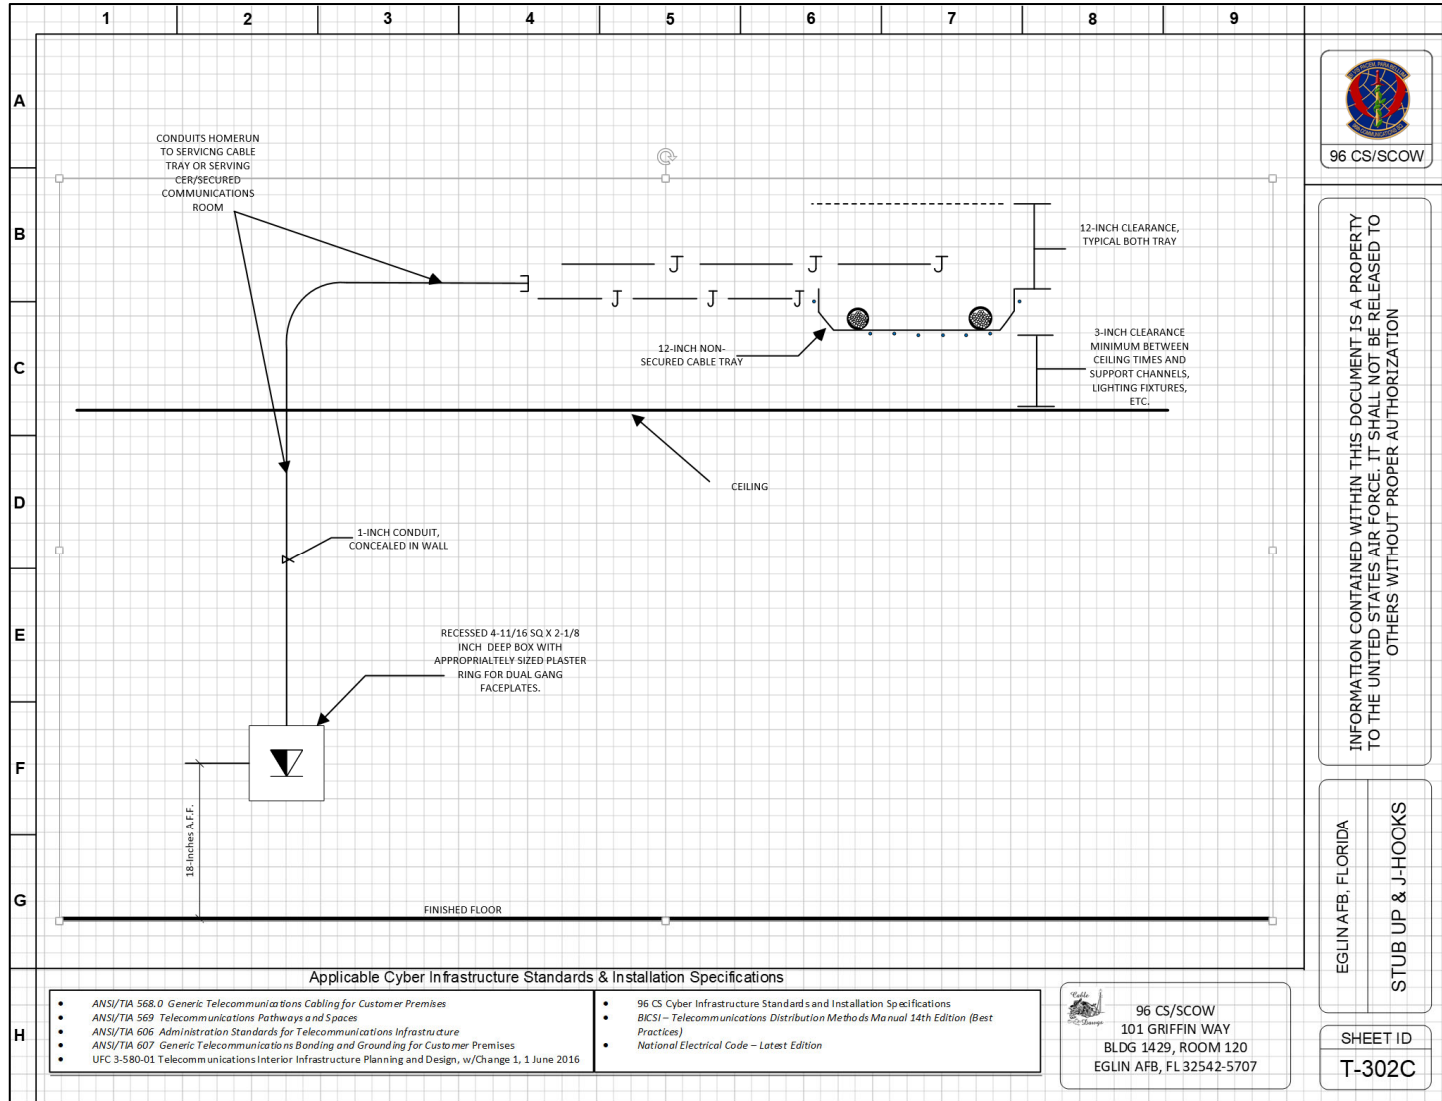 1 2 3 4 5 6 7 8 9
A
B
C
D
E
F
G
H
CONDUITS HOMERUN
TO SERVICNG CABLE
TRAY OR SERVING
CER/SECURED
COMMUNICATIONS
ROOM
J J J
J J J
12-INCH CLEARANCE,
TYPICAL BOTH TRAY
12-INCH NON-
SECURED CABLE TRAY
3-INCH CLEARANCE
MINIMUM BETWEEN
CEILING TIMES AND
SUPPORT CHANNELS,
LIGHTING FIXTURES,
ETC.
CEILING
1-INCH CONDUIT,
CONCEALED IN WALL
RECESSED 4-11/16 SQ X 2-1/8
INCH DEEP BOX WITH
APPROPRIALTELY SIZED PLASTER
RING FOR DUAL GANG
FACEPLATES.
18-Inches A.F.F.
FINISHED FLOOR
96 CS/SCOW
INFORMATION CONTAINED WITHIN THIS DOCUMENT IS A PROPERTY
TO THE UNITED STATES AIR FORCE. IT SHALL NOT BE RELEASED TO
OTHERS WITHOUT PROPER AUTHORIZATION
EGLIN AFB, FLORIDA
STUB UP & J-HOOKS
Applicable Cyber Infrastructure Standards & Installation Specifications
• ANSI/TIA 568.0 Generic Telecommunications Cabling for Customer Premises
• ANSI/TIA 569 Telecommunications Pathways and Spaces
• ANSI/TIA 606 Administration Standards for Telecommunications Infrastructure
• ANSI/TIA 607 Generic Telecommunications Bonding and Grounding for Customer Premises
• UFC 3-580-01 Telecommunications Interior Infrastructure Planning and Design, w/Change 1, 1 June 2016
• 96 CS Cyber Infrastructure Standards and Installation Specifications
• BICSI – Telecommunications Distribution Methods Manual 14th Edition (Best
Practices)
• National Electrical Code – Latest Edition
Cable
Dawgs
96 CS/SCOW
101 GRIFFIN WAY
BLDG 1429, ROOM 120
EGLIN AFB, FL 32542-5707
SHEET ID
T-302C